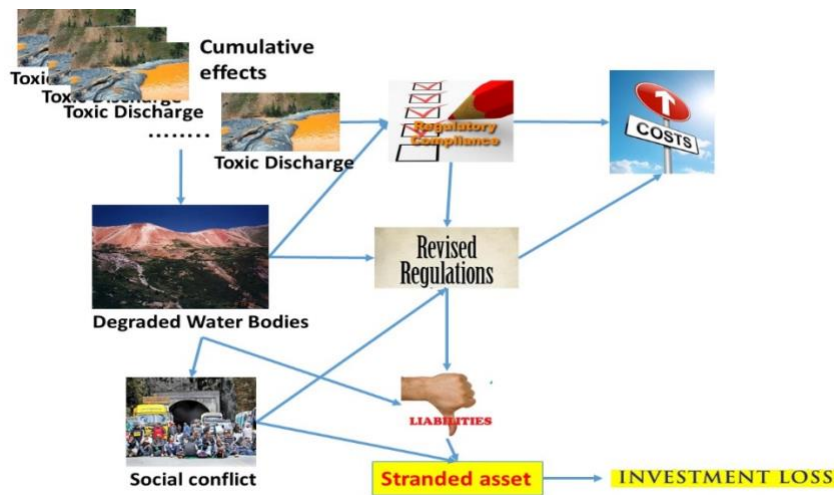 Cumulative
effects
Toxic
Toxic Discharge
Toxic Discharge
........
Toxic Discharge
Regulatory
Compliance
COSTS
Revised
Regulations
Degraded Water Bodies
LIABILITIES
Social conflict
Stranded asset
INVESTMENT LOSS